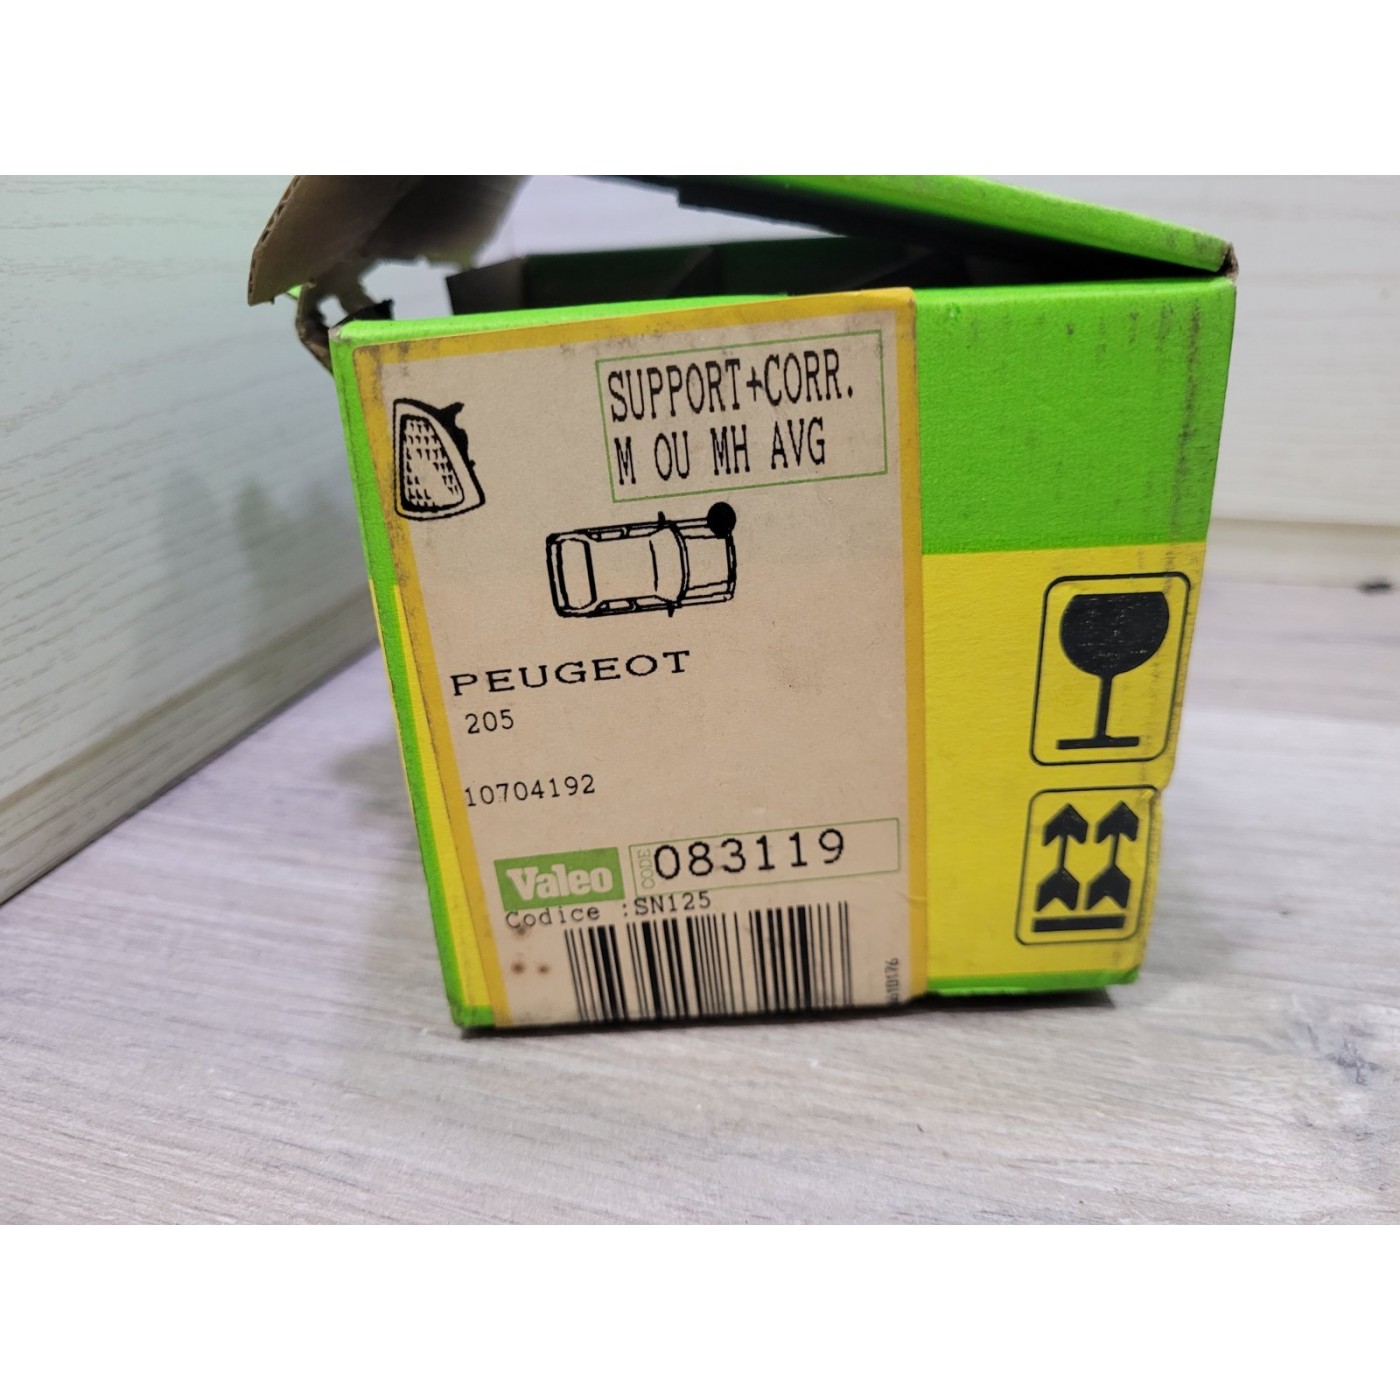 SUPPORT+CORR.
M OU MH AVG
PEUGEOT
205
10704192
Valeo
CODE
083119
Codice :SN125